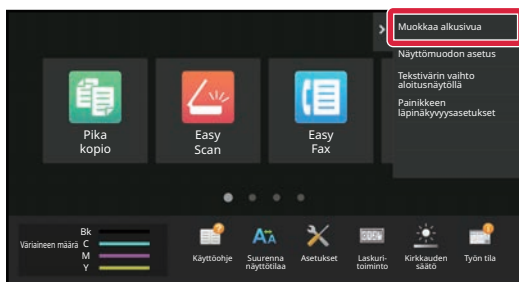 Muokkaa alkusivua
Näyttömuodon asetus
Tekstivärin vaihto
aloitusnäytöllä
Painikkeen
läpinäkyvyysasetukset
Pika
kopio
Easy
Scan
Easy
Fax
Väriaineen määrä
Bk
C
M
Y
Käyttöohje
Suurenna
näyttötilaa
Asetukset
Laskuri-
toiminto
Kirkkauden
säätö
Työn tila